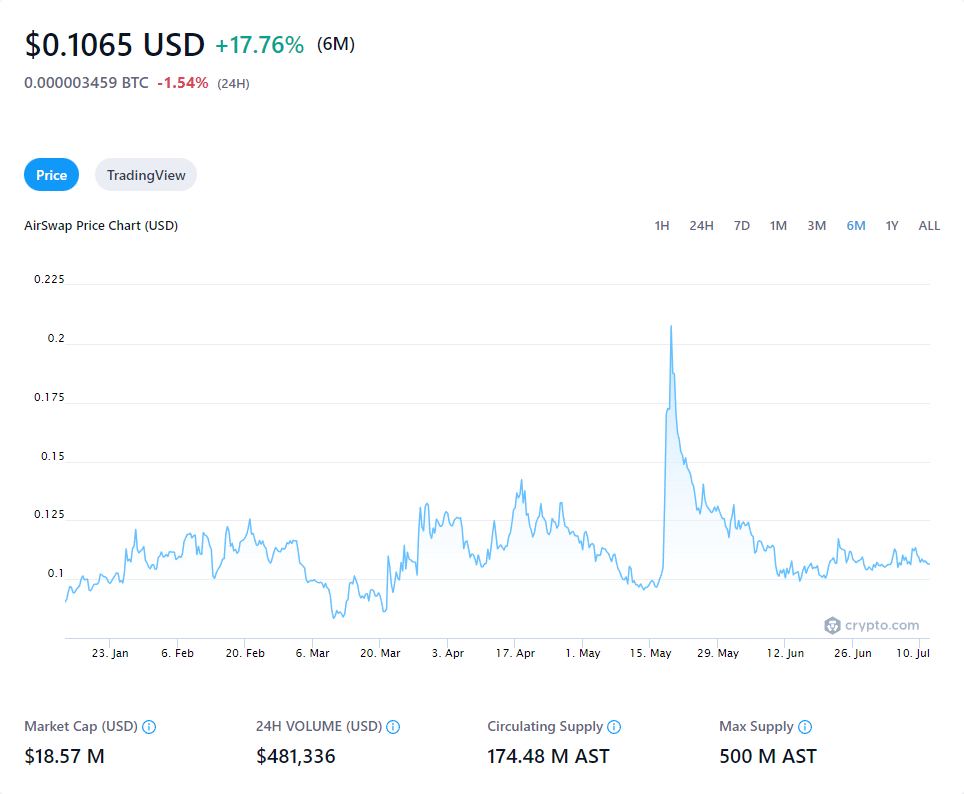 $0.1065 USD +17.76% (6M)
0.000003459 BTC -1.54% (24H)
Price TradingView
AirSwap Price Chart (USD) 1H 24H 7D 1M 3M 6M 1Y ALL
0.225
0.2
0.175
0.15
0.125
0.1
crypto.com
23. Jan 6. Feb 20. Feb 6. Mar 20. Mar 3. Apr 17. Apr 1. May 15. May 29. May 12. Jun 26. Jun 10. Jul
Market Cap (USD) 24H VOLUME (USD) Circulating Supply Max Supply
$18.57 M $481,336 174.48 M AST 500 M AST